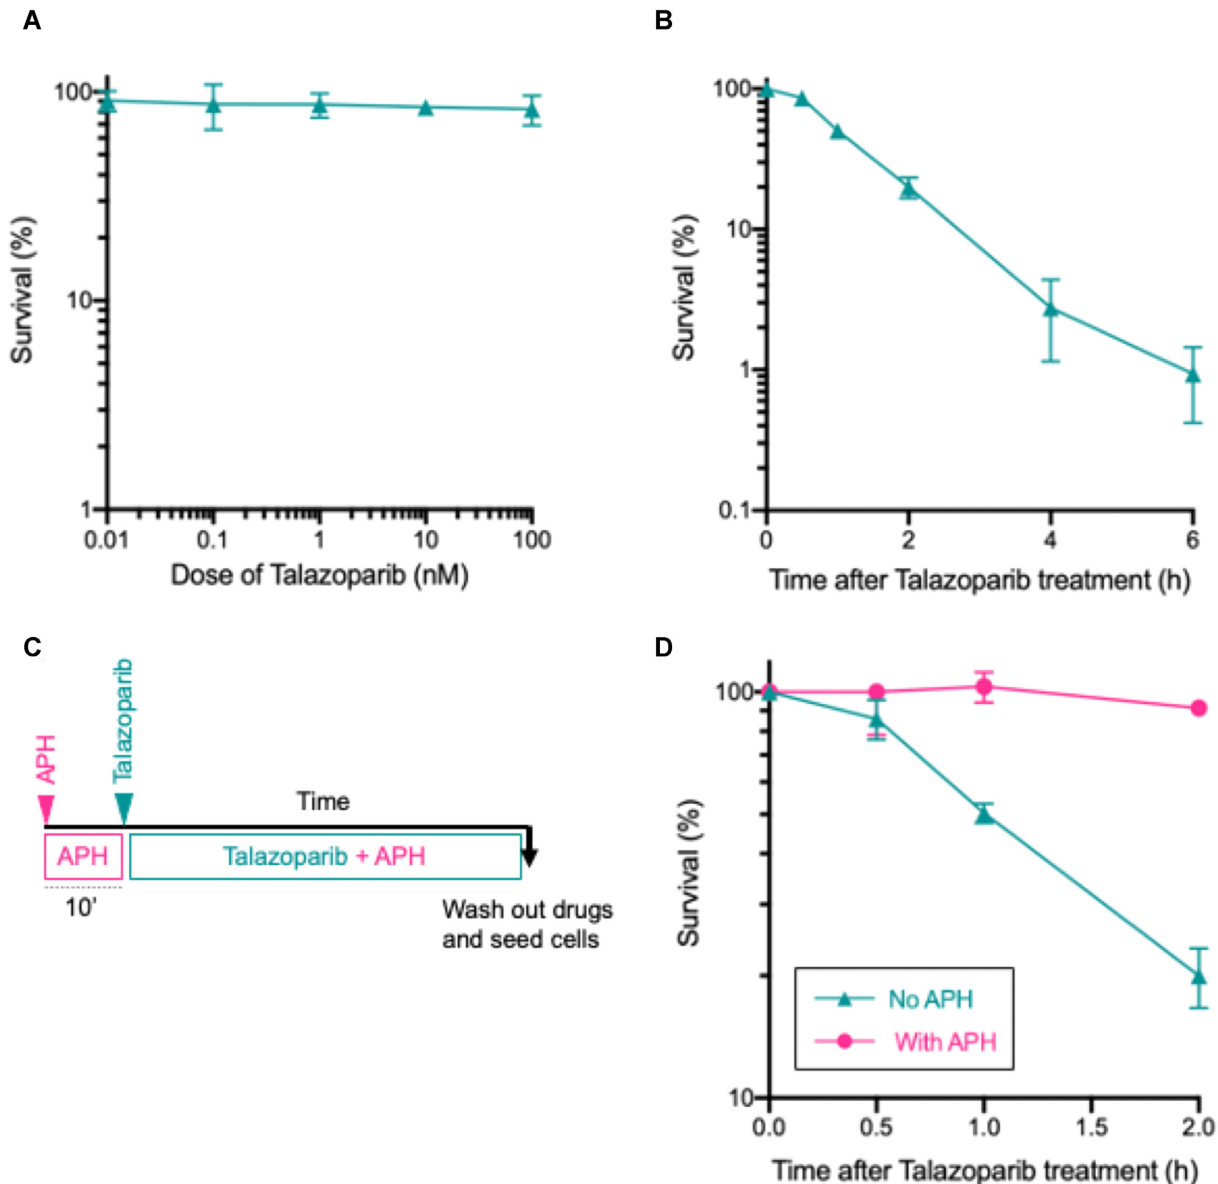 A
Survival (%)
100
10
1
0.01 0.1 1 10 100
Dose of Talazoparib (nM)
B
Survival (%)
100
10
1
0.1
0 2 4 6
Time after Talazoparib treatment (h)
C
APH
Talazoparib
Time
APH
Talazoparib + APH
10'
Wash out drugs
and seed cells
D
Survival (%)
100
10
No APH
With APH
0.0 0.5 1.0 1.5 2.0
Time after Talazoparib treatment (h)